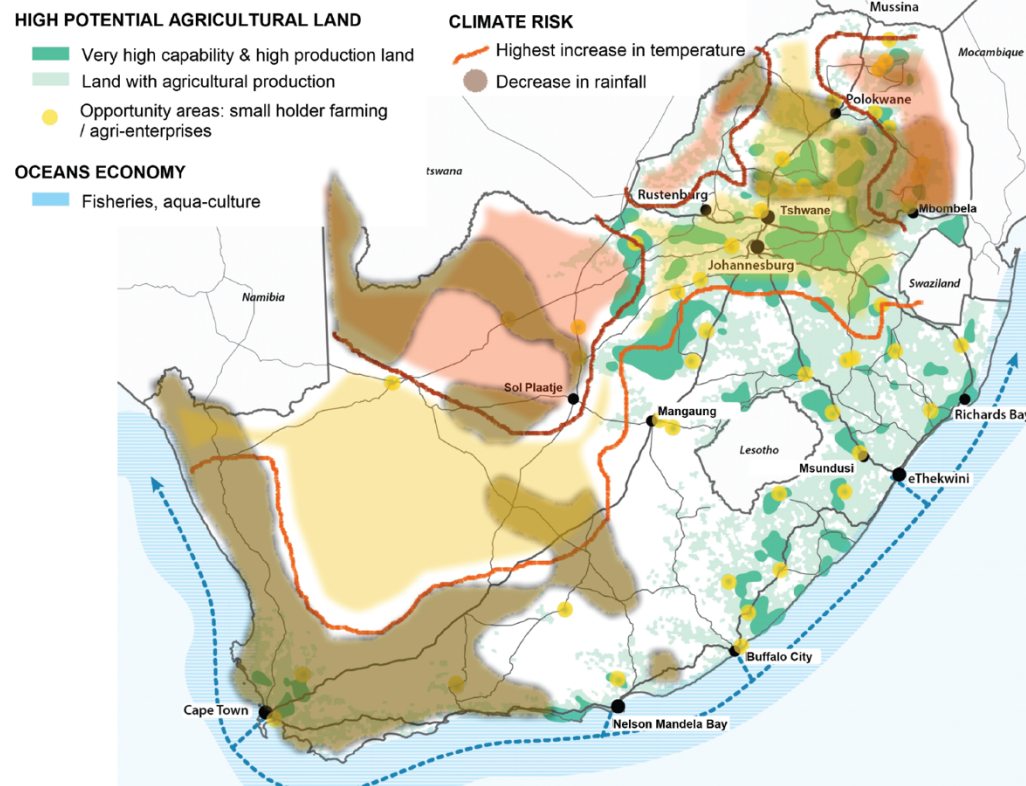 HIGH POTENTIAL AGRICULTURAL LAND
Very high capability & high production land
Land with agricultural production
Opportunity areas: small holder farming
/ agri-enterprises
OCEANS ECONOMY
Fisheries, aqua-culture
CLIMATE RISK
Highest increase in temperature
Decrease in rainfall
Mussina
Mocambique
Polokwane
tswana
Rustenburg
Tshwane
Mbombela
Johannesburg
Swaziland
Namibia
Sol Plaatje
Mangaung
Richards Bay
Lesotho
Msundusi
eThekwini
Buffalo City
Cape Town
Nelson Mandela Bay